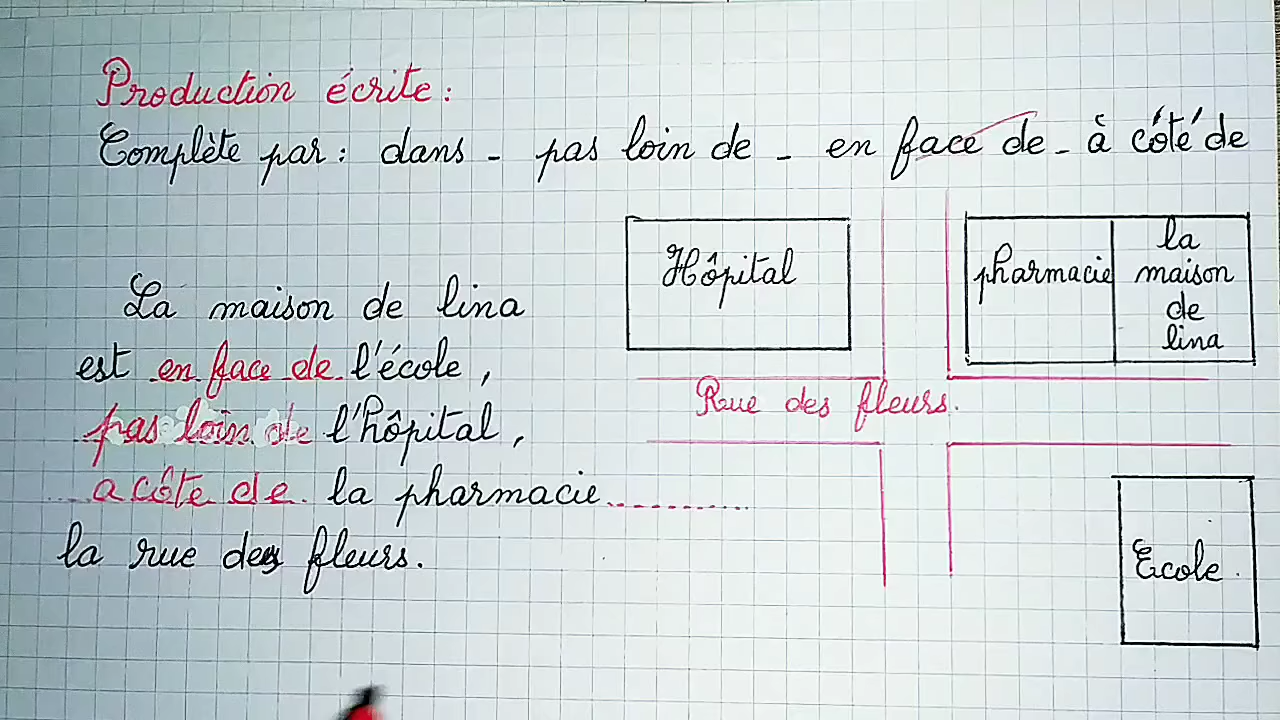 Production écrite :
Complète par : dans - pas loin de - en face de - à côté de
La maison de lina
est en face de l'école,
pas loin de l'hôpital,
....a côte de. la pharmacie..............
la rue des fleurs.
Hôpital
pharmacie
la
maison
de
lina
Rue des fleurs.
Ecole.